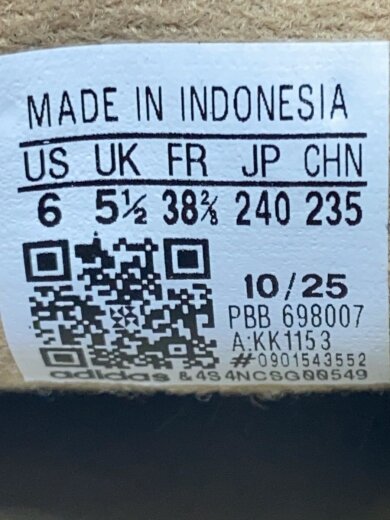 MADE IN INDONESIA
US UK FR JP CHN
6 5½ 38⅔ 240 235
10/25
PBB 698007
A:KK1153
#0901543552
adidas &4S4NCSG00549